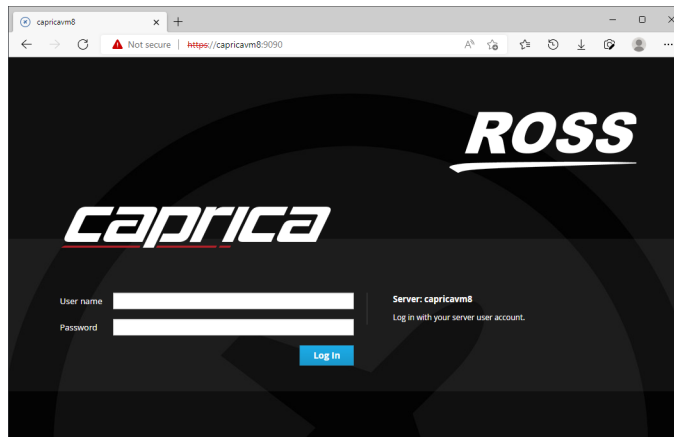 capricavm8
Not secure
https://capricavm8:9090
ROSS
caprica
User name
Server: capricavm8
Password
Log in with your server user account.
Log In